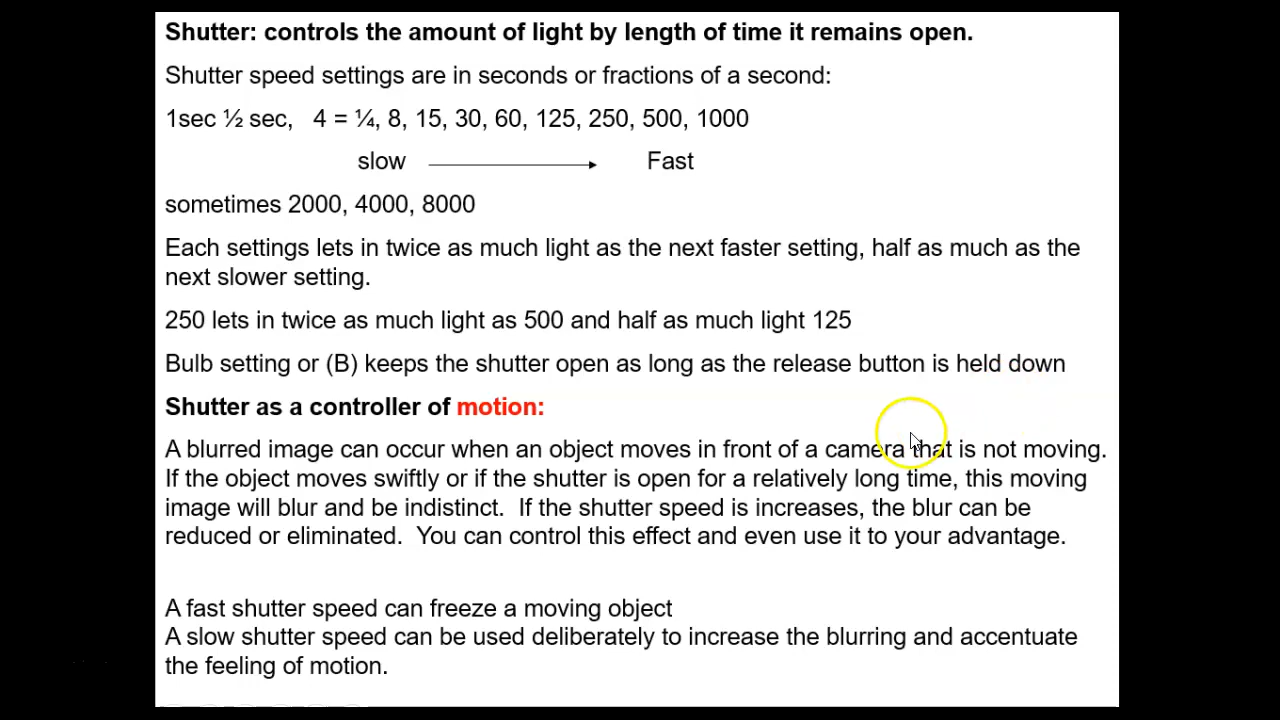 Shutter: controls the amount of light by length of time it remains open.
Shutter speed settings are in seconds or fractions of a second:
1sec ½ sec,   4 = ¼, 8, 15, 30, 60, 125, 250, 500, 1000
slow Fast
sometimes 2000, 4000, 8000
Each settings lets in twice as much light as the next faster setting, half as much as the
next slower setting.
250 lets in twice as much light as 500 and half as much light 125
Bulb setting or (B) keeps the shutter open as long as the release button is held down
Shutter as a controller of motion:
A blurred image can occur when an object moves in front of a camera that is not moving.
If the object moves swiftly or if the shutter is open for a relatively long time, this moving
image will blur and be indistinct.  If the shutter speed is increases, the blur can be
reduced or eliminated.  You can control this effect and even use it to your advantage.
A fast shutter speed can freeze a moving object
A slow shutter speed can be used deliberately to increase the blurring and accentuate
the feeling of motion.